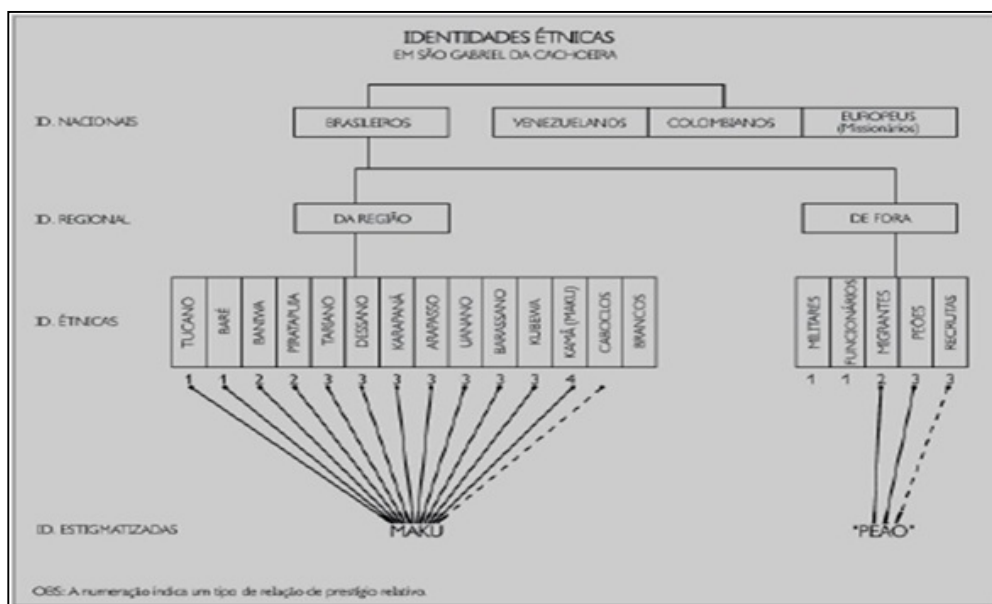 IDENTIDADES ÉTNICAS
EM SÃO GABRIEL DA CACHOEIRA
ID. NACIONAIS
BRASILEIROS
VENEZUELANOS
COLOMBIANOS
EUROPEUS
(Missionários)
ID. REGIONAL
DA REGIÃO
DE FORA
ID. ÉTNICAS
TUCANO
BARÉ
BANIWA
PIRATAPUIA
TARIANO
DESSANO
KARAPANÃ
ARAPASSO
UANANO
BARASSANO
KUBEWA
KAMÃ (MAKU)
CABOCLOS
BRANCOS
MILITARES
FUNCIONÁRIOS
MIGRANTES
PEÕES
RECRUTAS
1 1 2 2 3 3 3 3 3 3 3 4
1 1 2 3 3
ID. ESTIGMATIZADAS
MAKU
"PEÃO"
OBS: A numeração indica um tipo de relação de prestígio relativo.